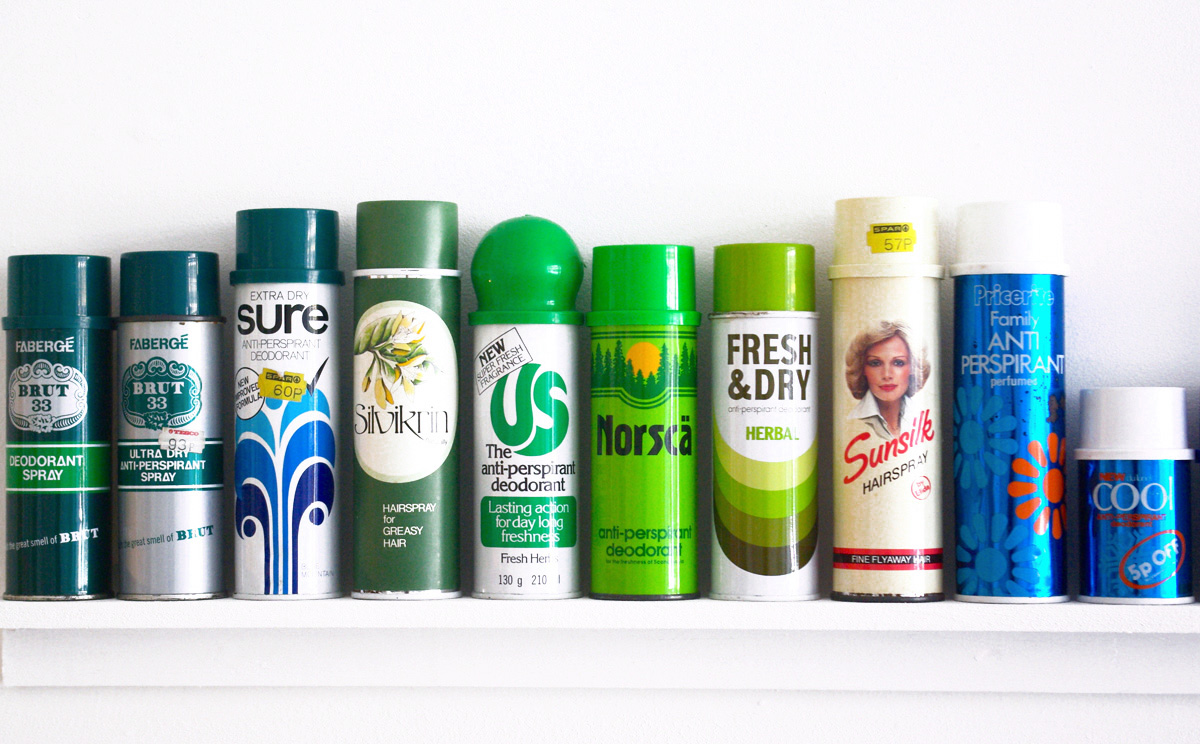 FABERGÉ
BRUT
33
DEODORANT
SPRAY
the great smell of BRUT
FABERGÉ
BRUT
33
93P
ULTRA DRY
ANTI-PERSPIRANT
SPRAY
the great smell of BRUT
EXTRA DRY
sure
ANTI-PERSPIRANT
DEODORANT
NEW
IMPROVED
FORMULA
SPAR
60P
Silvikrin
HAIRSPRAY
for
GREASY
HAIR
NEW
SUPER FRESH
FRAGRANCE
US
The
anti-perspirant
deodorant
Lasting action
for day long
freshness
Fresh Herb
130 g 210
Norscä
anti-perspirant
deodorant
FRESH
&DRY
anti-perspirant deodorant
HERBAL
SPAR
57P
Sunsilk
HAIRSPRAY
FINE FLYAWAY HAIR
Pricerite
Family
ANTI
PERSPIRANT
perfumed
COOL
5p OFF